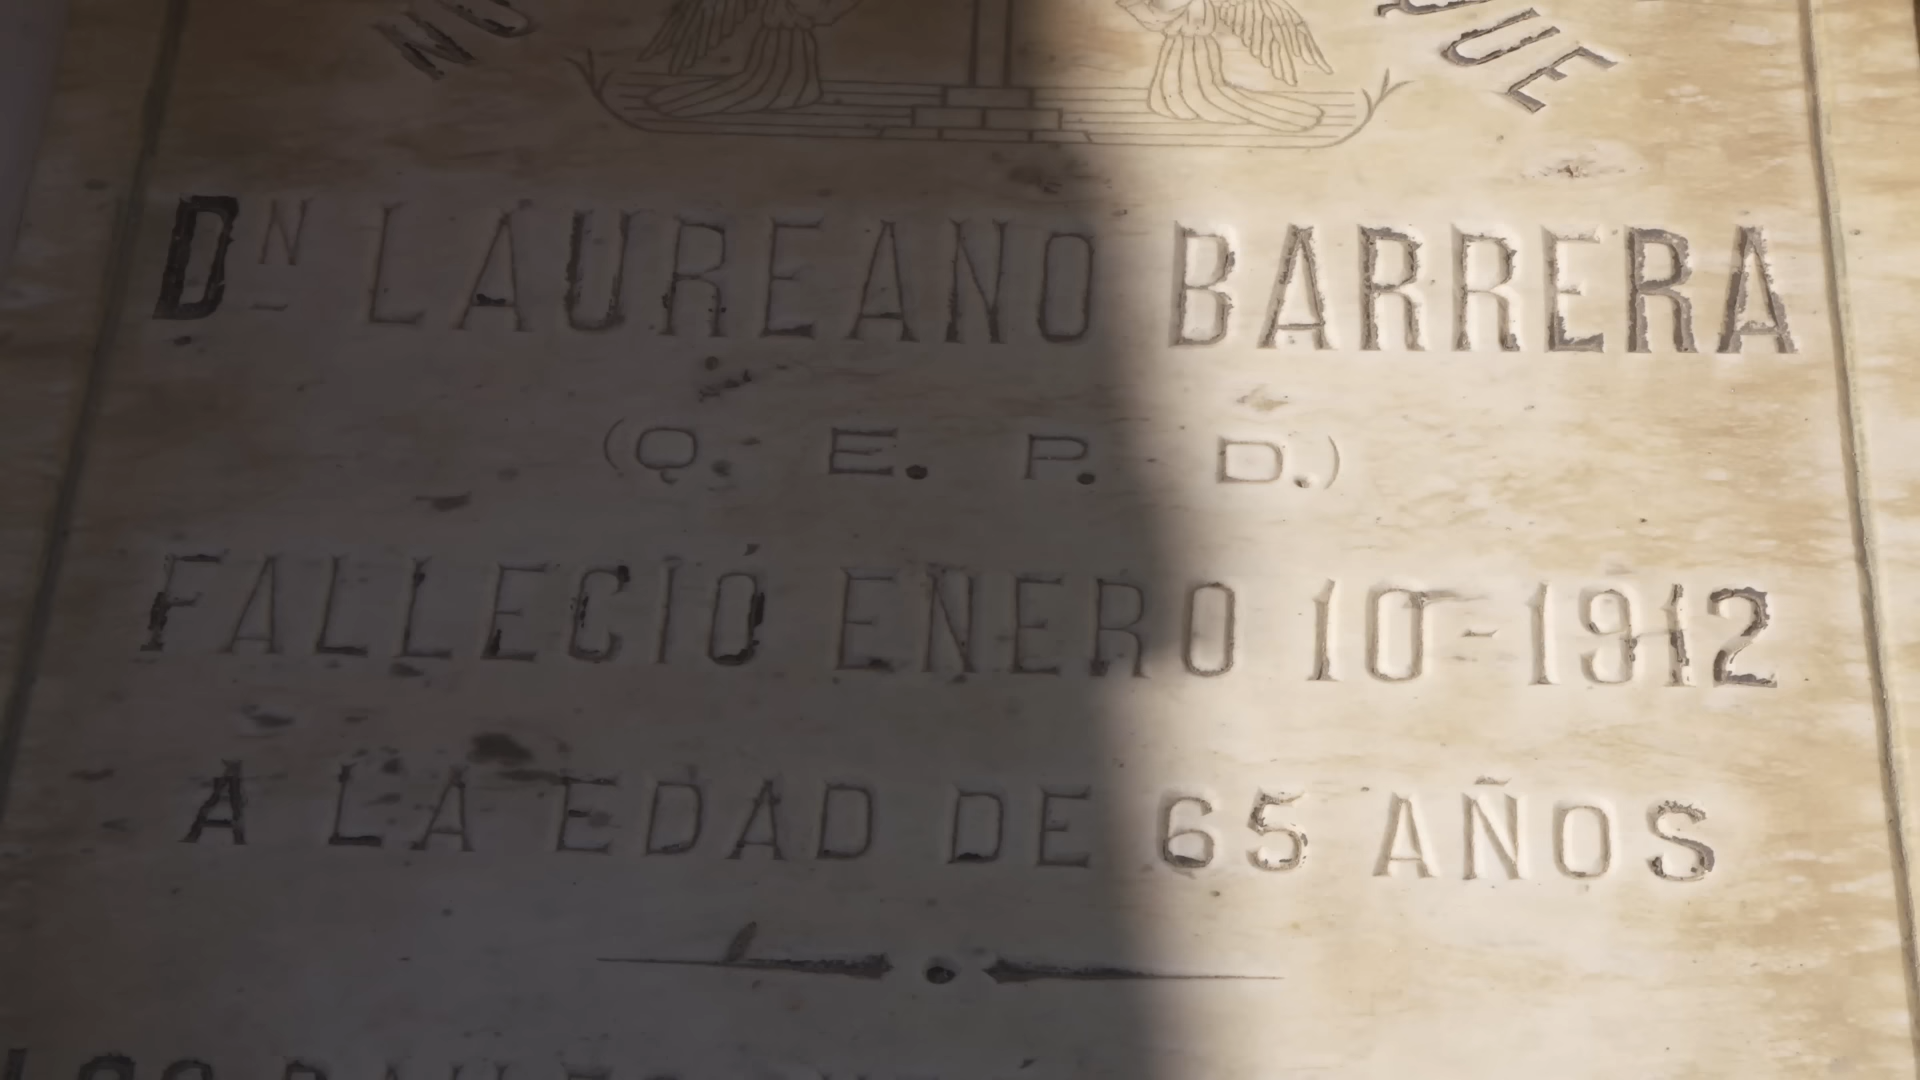 Dⁿ LAUREANO BARRERA
(Q. E. P. D.)
FALLECIÓ ENERO 10-1912
A LA EDAD DE 65 AÑOS